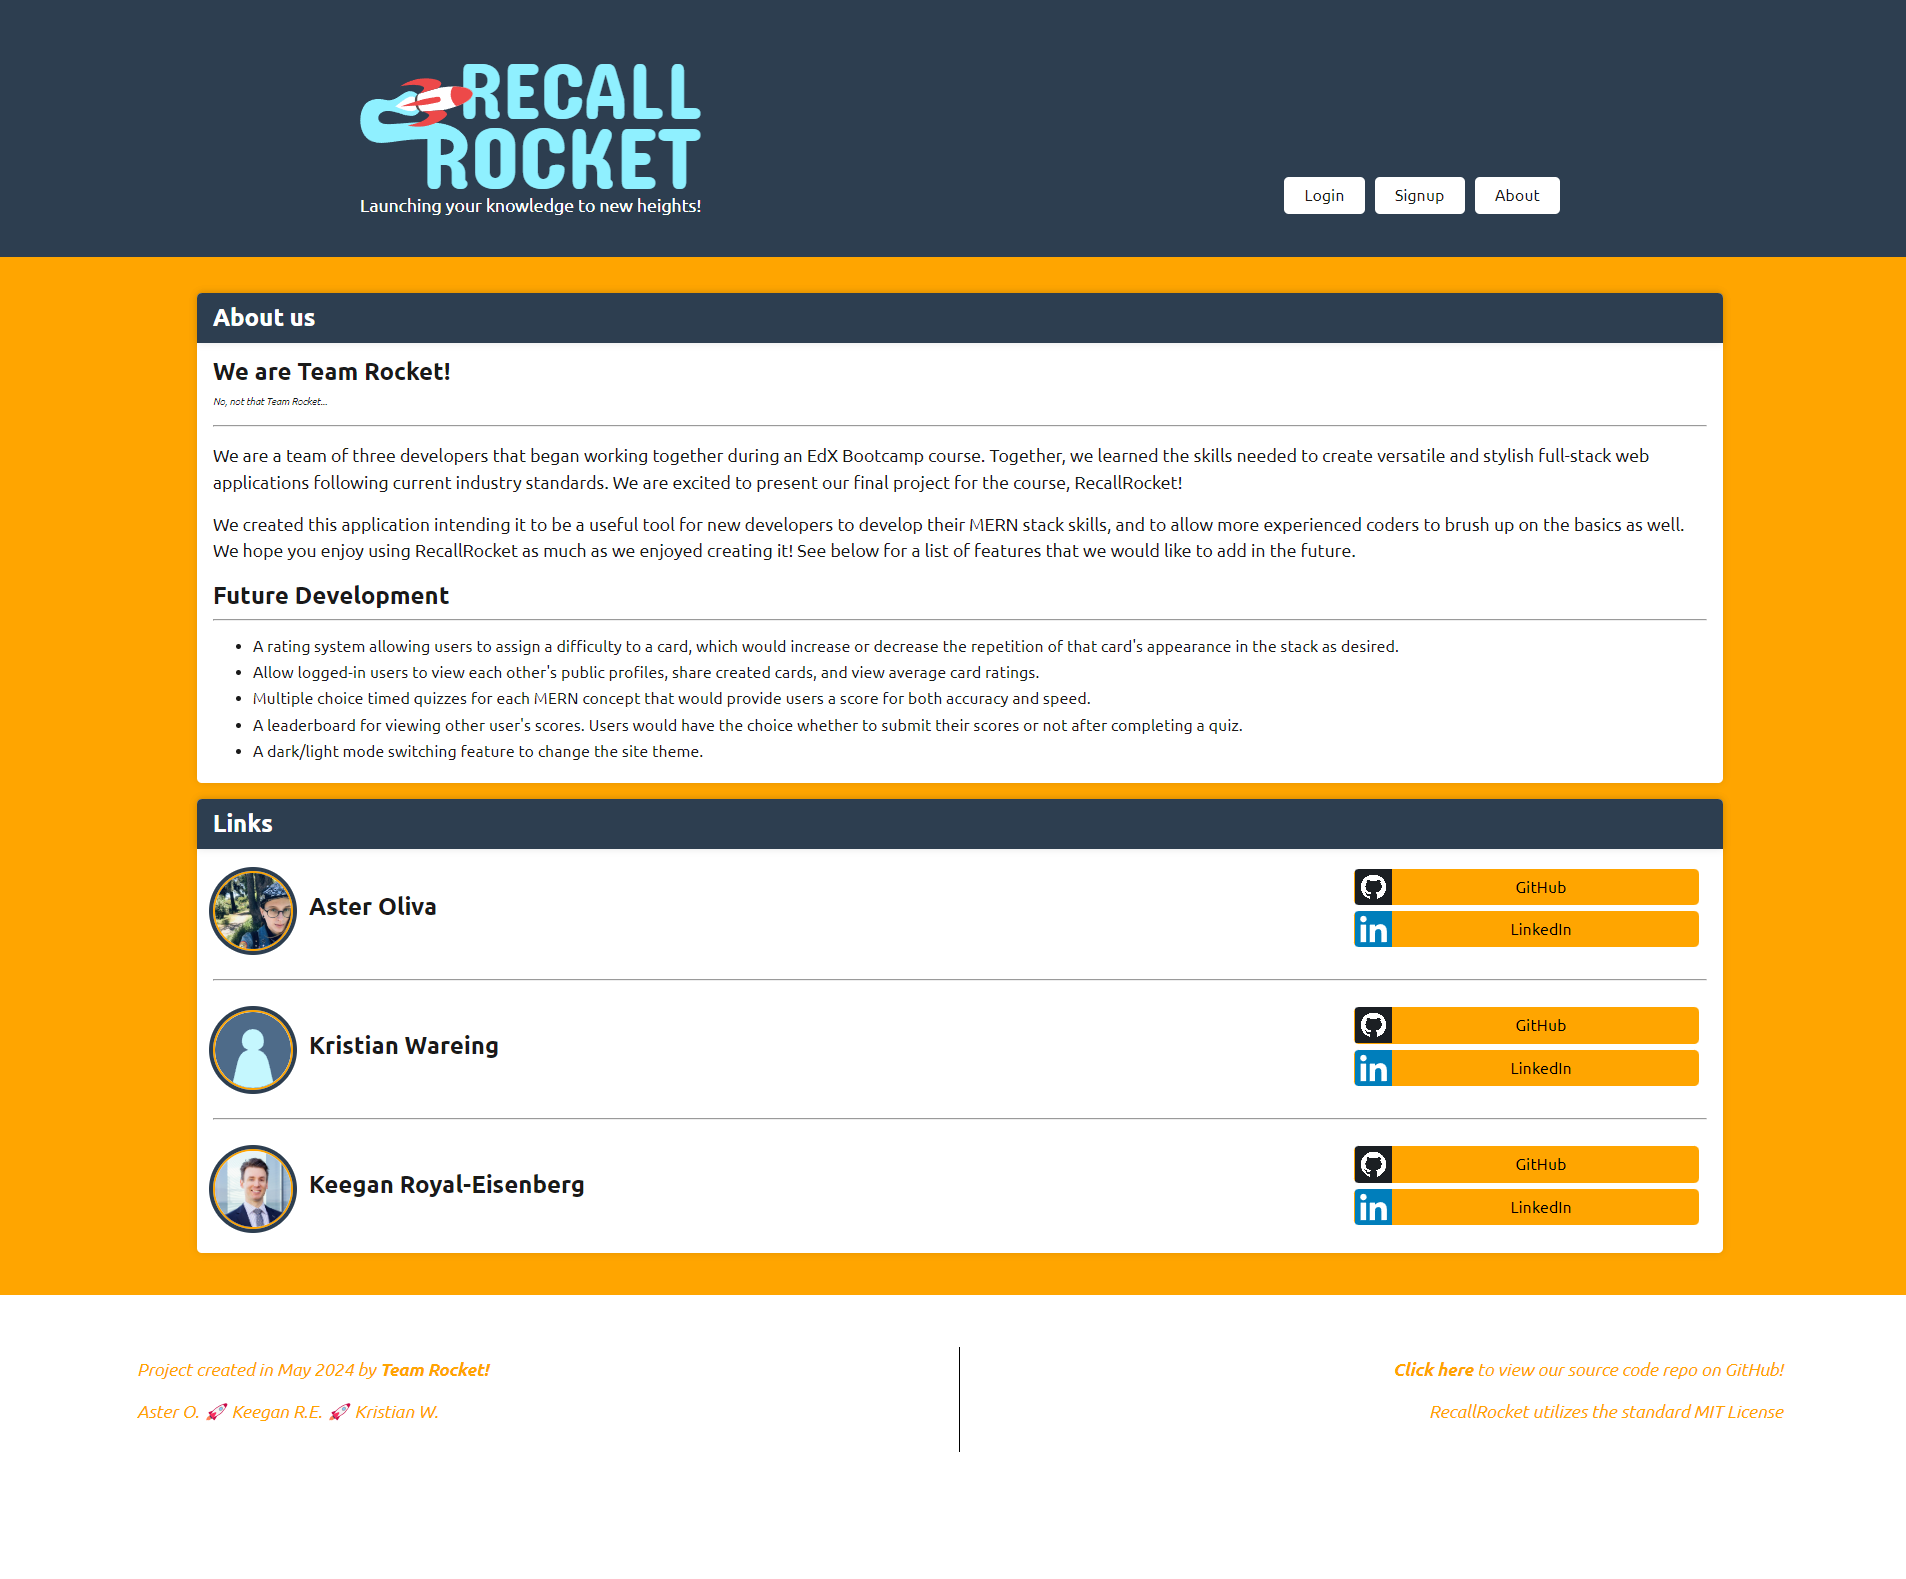 RECALL
ROCKET
Launching your knowledge to new heights!
Login
Signup
About
About us
We are Team Rocket!
No, not that Team Rocket...
We are a team of three developers that began working together during an EdX Bootcamp course. Together, we learned the skills needed to create versatile and stylish full-stack web
applications following current industry standards. We are excited to present our final project for the course, RecallRocket!
We created this application intending it to be a useful tool for new developers to develop their MERN stack skills, and to allow more experienced coders to brush up on the basics as well.
We hope you enjoy using RecallRocket as much as we enjoyed creating it! See below for a list of features that we would like to add in the future.
Future Development
• A rating system allowing users to assign a difficulty to a card, which would increase or decrease the repetition of that card's appearance in the stack as desired.
• Allow logged-in users to view each other's public profiles, share created cards, and view average card ratings.
• Multiple choice timed quizzes for each MERN concept that would provide users a score for both accuracy and speed.
• A leaderboard for viewing other user's scores. Users would have the choice whether to submit their scores or not after completing a quiz.
• A dark/light mode switching feature to change the site theme.
Links
Aster Oliva
GitHub
in LinkedIn
Kristian Wareing
GitHub
in LinkedIn
Keegan Royal-Eisenberg
GitHub
in LinkedIn
Project created in May 2024 by Team Rocket!
Aster O. 🚀 Keegan R.E. 🚀 Kristian W.
Click here to view our source code repo on GitHub!
RecallRocket utilizes the standard MIT License